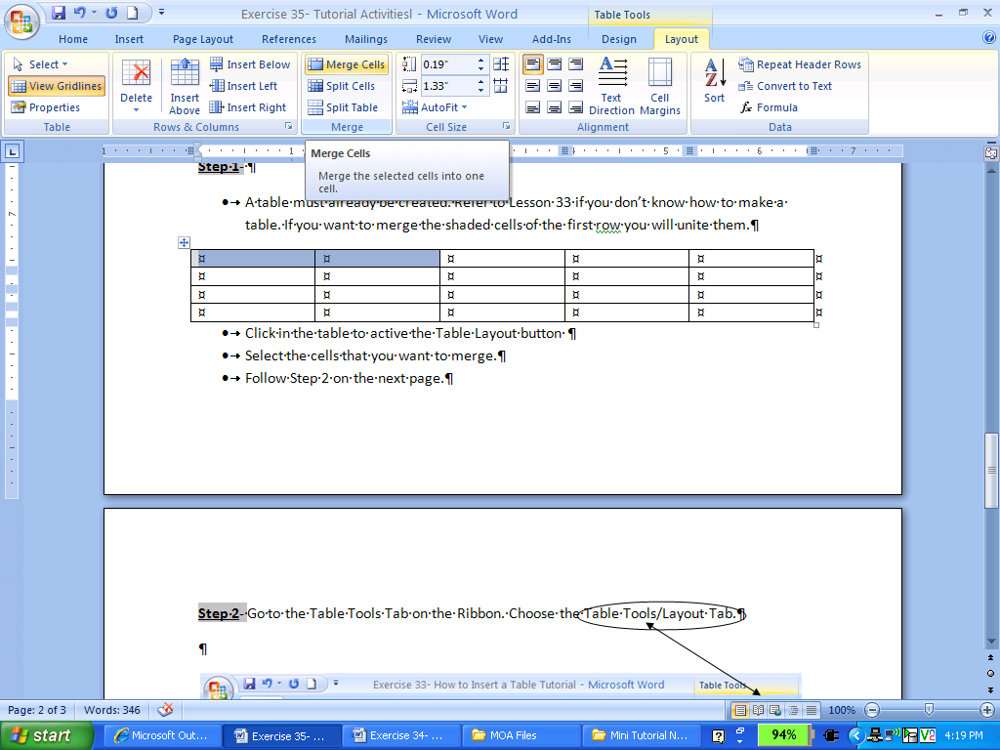 Exercise 35- Tutorial Activities! - Microsoft Word
Table Tools
Home Insert Page Layout References Mailings Review View Add-Ins Design Layout
Select
View Gridlines
Properties
Table
Delete
Insert Above
Insert Below
Insert Left
Insert Right
Rows & Columns
Merge Cells
Split Cells
Split Table
Merge
0.19"
1.33"
AutoFit
Cell Size
Text Direction
Cell Margins
Alignment
Sort
Repeat Header Rows
Convert to Text
Formula
Data
1 1 5 6 7
Merge Cells
Merge the selected cells into one
cell.
Step·1-·¶
A·table·must·already·be·created.·Refer·to·Lesson·33·if·you·don't·know·how·to·make·a·
table.·If·you·want·to·merge·the·shaded·cells·of·the·first·row·you·will·unite·them.¶
¤ ¤ ¤ ¤ ¤ ¤
¤ ¤ ¤ ¤ ¤ ¤
¤ ¤ ¤ ¤ ¤ ¤
¤ ¤ ¤ ¤ ¤ ¤
Click·in·the·table·to·active·the·Table·Layout·button·¶
Select·the·cells·that·you·want·to·merge.¶
Follow·Step·2·on·the·next·page.¶
Step·2-·Go·to·the·Table·Tools·Tab·on·the·Ribbon.·Choose·the·Table·Tools/Layout·Tab.¶
¶
Exercise 33- How to Insert a Table Tutorial - Microsoft Word
Table Tools
Page: 2 of 3 Words: 346 100%
start Microsoft Out... Exercise 35- ... Exercise 34- ... MOA Files Mini Tutorial N... 94% 4:19 PM